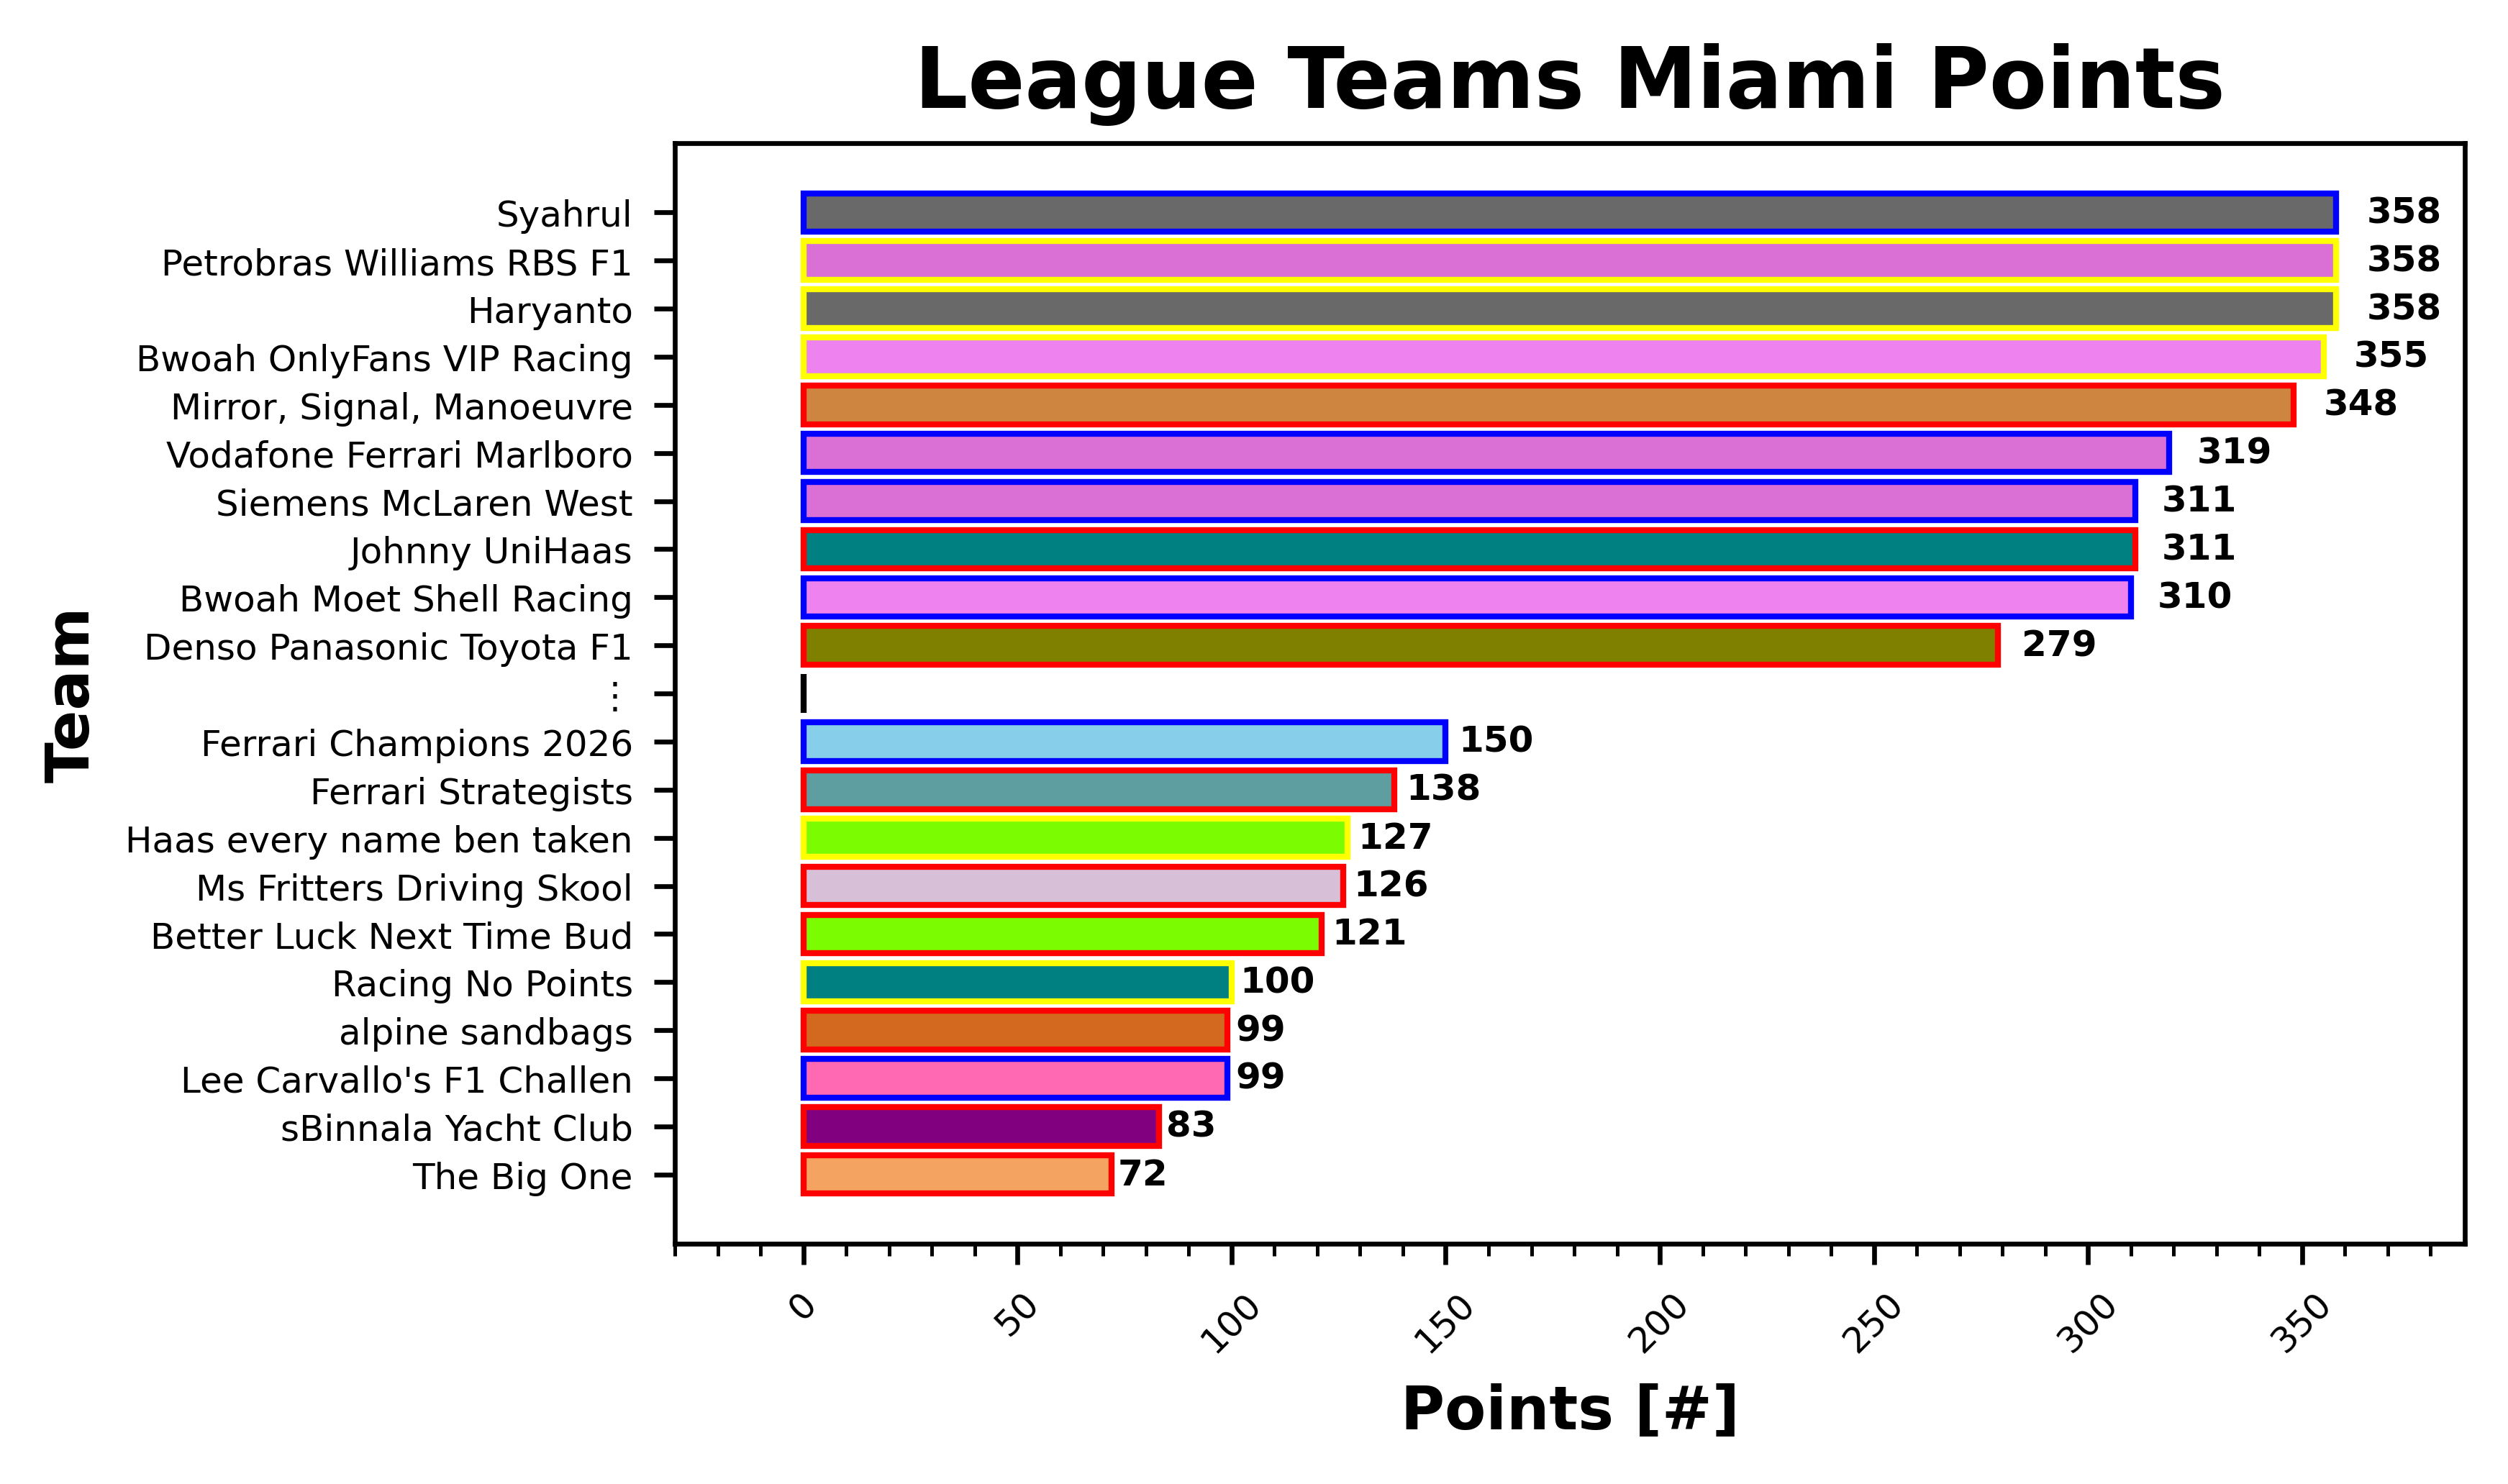 League Teams Miami Points
Team
Syahrul 358
Petrobras Williams RBS F1 358
Haryanto 358
Bwoah OnlyFans VIP Racing 355
Mirror, Signal, Manoeuvre 348
Vodafone Ferrari Marlboro 319
Siemens McLaren West 311
Johnny UniHaas 311
Bwoah Moet Shell Racing 310
Denso Panasonic Toyota F1 279
⋮
Ferrari Champions 2026 150
Ferrari Strategists 138
Haas every name ben taken 127
Ms Fritters Driving Skool 126
Better Luck Next Time Bud 121
Racing No Points 100
alpine sandbags 99
Lee Carvallo's F1 Challen 99
sBinnala Yacht Club 83
The Big One 72
0 50 100 150 200 250 300 350
Points [#]